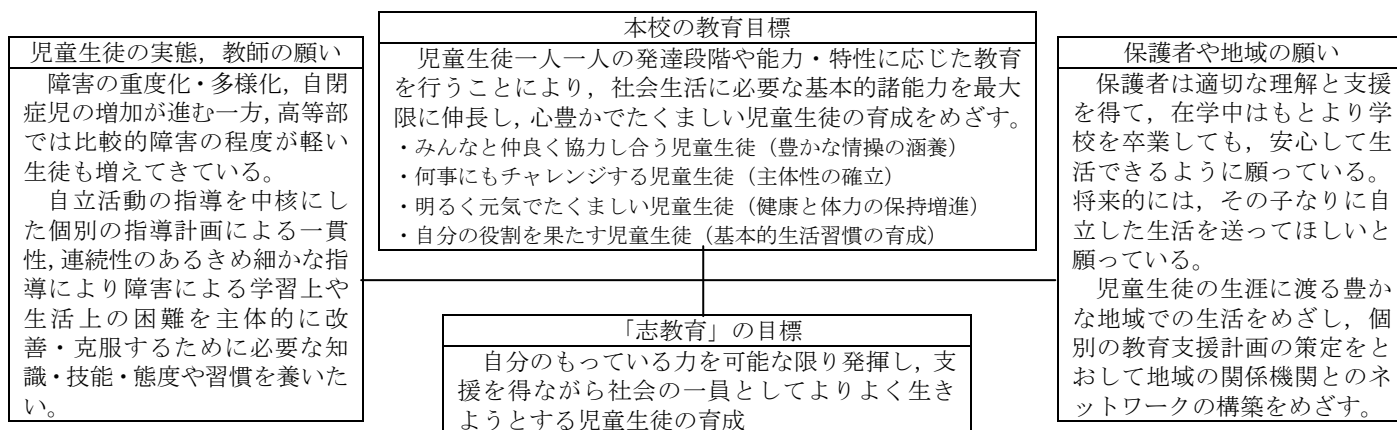 児童生徒の実態，教師の願い
障害の重度化・多様化，自閉
症児の増加が進む一方，高等部
では比較的障害の程度が軽い
生徒も増えてきている。
自立活動の指導を中核にし
た個別の指導計画による一貫
性，連続性のあるきめ細かな指
導により障害による学習上や
生活上の困難を主体的に改
善・克服するために必要な知
識・技能・態度や習慣を養いた
い。
本校の教育目標
児童生徒一人一人の発達段階や能力・特性に応じた教育
を行うことにより，社会生活に必要な基本的諸能力を最大
限に伸長し，心豊かでたくましい児童生徒の育成をめざす。
・みんなと仲良く協力し合う児童生徒（豊かな情操の涵養）
・何事にもチャレンジする児童生徒（主体性の確立）
・明るく元気でたくましい児童生徒（健康と体力の保持増進）
・自分の役割を果たす児童生徒（基本的生活習慣の育成）
「志教育」の目標
自分のもっている力を可能な限り発揮し，支
援を得ながら社会の一員としてよりよく生き
ようとする児童生徒の育成
保護者や地域の願い
保護者は適切な理解と支援
を得て，在学中はもとより学
校を卒業しても，安心して生
活できるように願っている。
将来的には，その子なりに自
立した生活を送ってほしいと
願っている。
児童生徒の生涯に渡る豊か
な地域での生活をめざし，個
別の教育支援計画の策定をと
おして地域の関係機関とのネ
ットワークの構築をめざす。